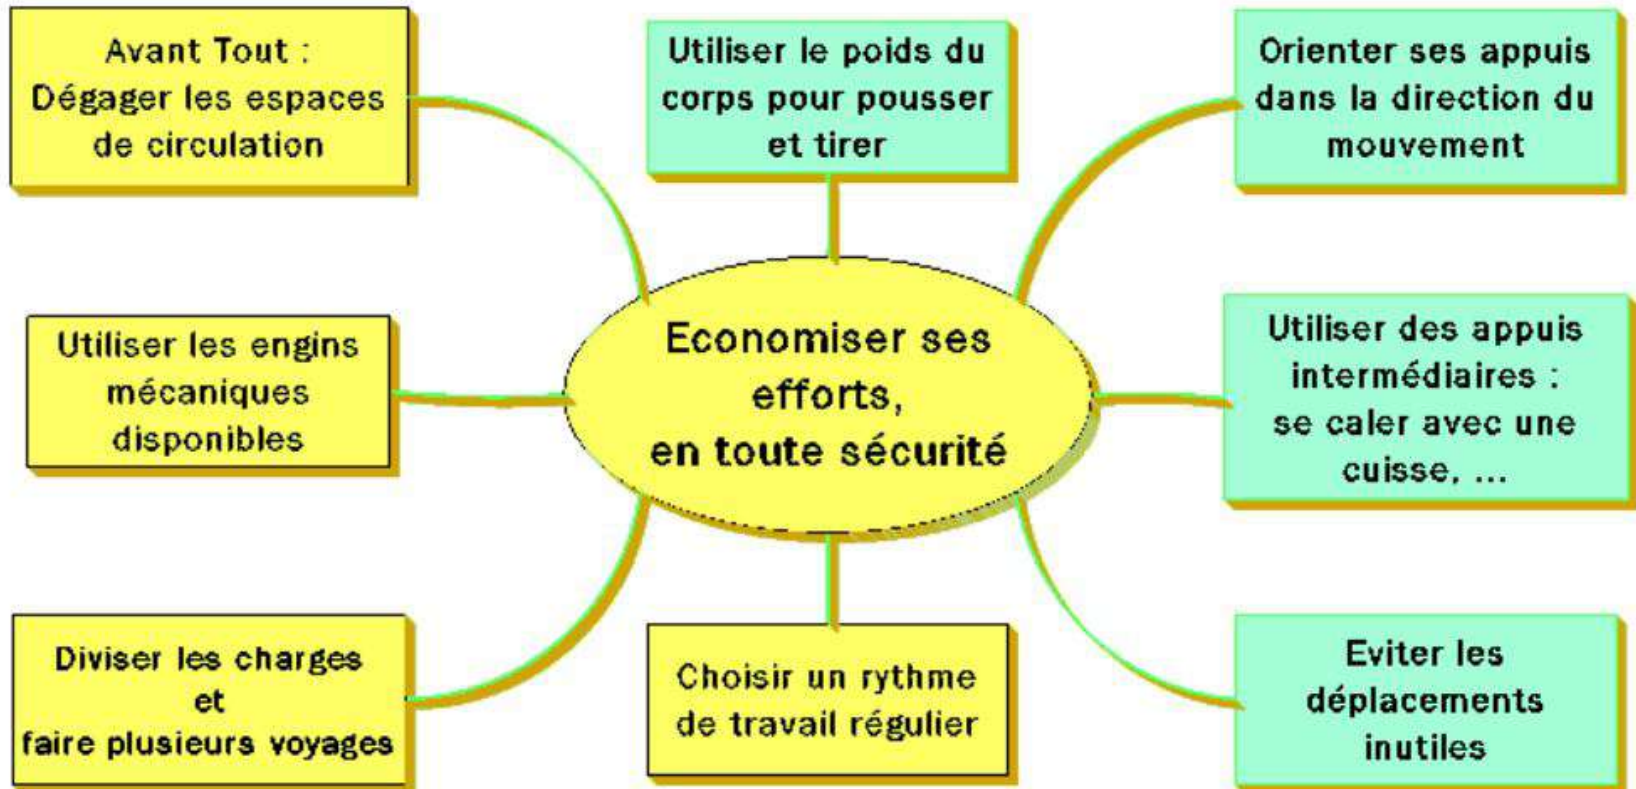 Avant Tout :
Dégager les espaces
de circulation
Utiliser le poids du
corps pour pousser
et tirer
Orienter ses appuis
dans la direction du
mouvement
Utiliser les engins
mécaniques
disponibles
Economiser ses
efforts,
en toute sécurité
Utiliser des appuis
intermédiaires :
se caler avec une
cuisse, ...
Diviser les charges
et
faire plusieurs voyages
Choisir un rythme
de travail régulier
Eviter les
déplacements
inutiles